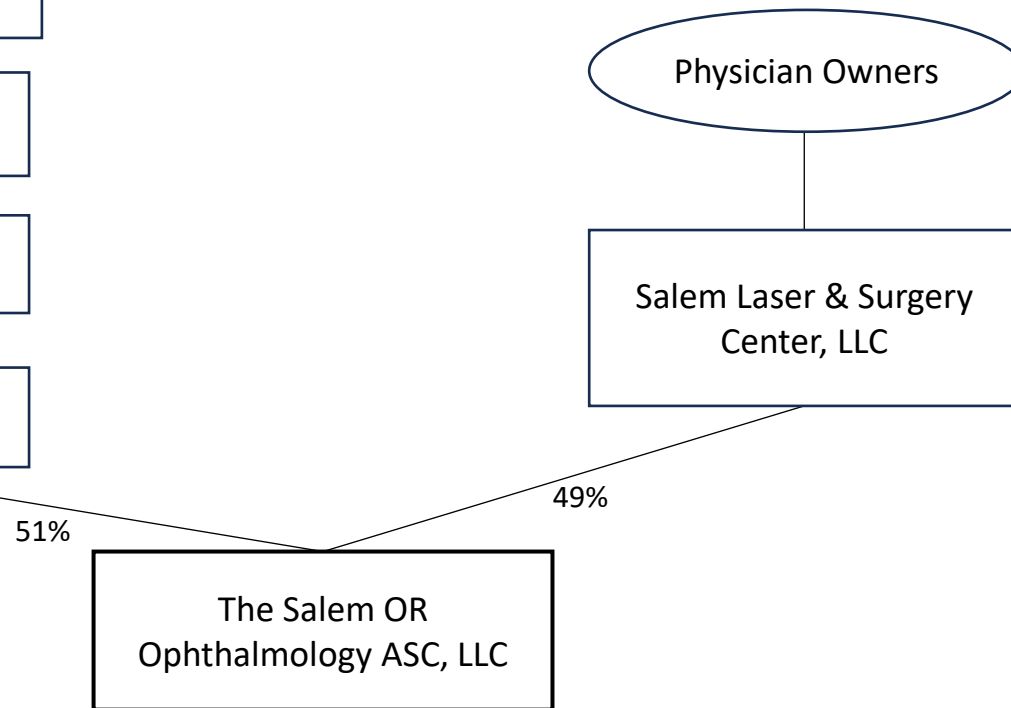 Physician Owners
Salem Laser & Surgery
Center, LLC
49%
51%
The Salem OR
Ophthalmology ASC, LLC